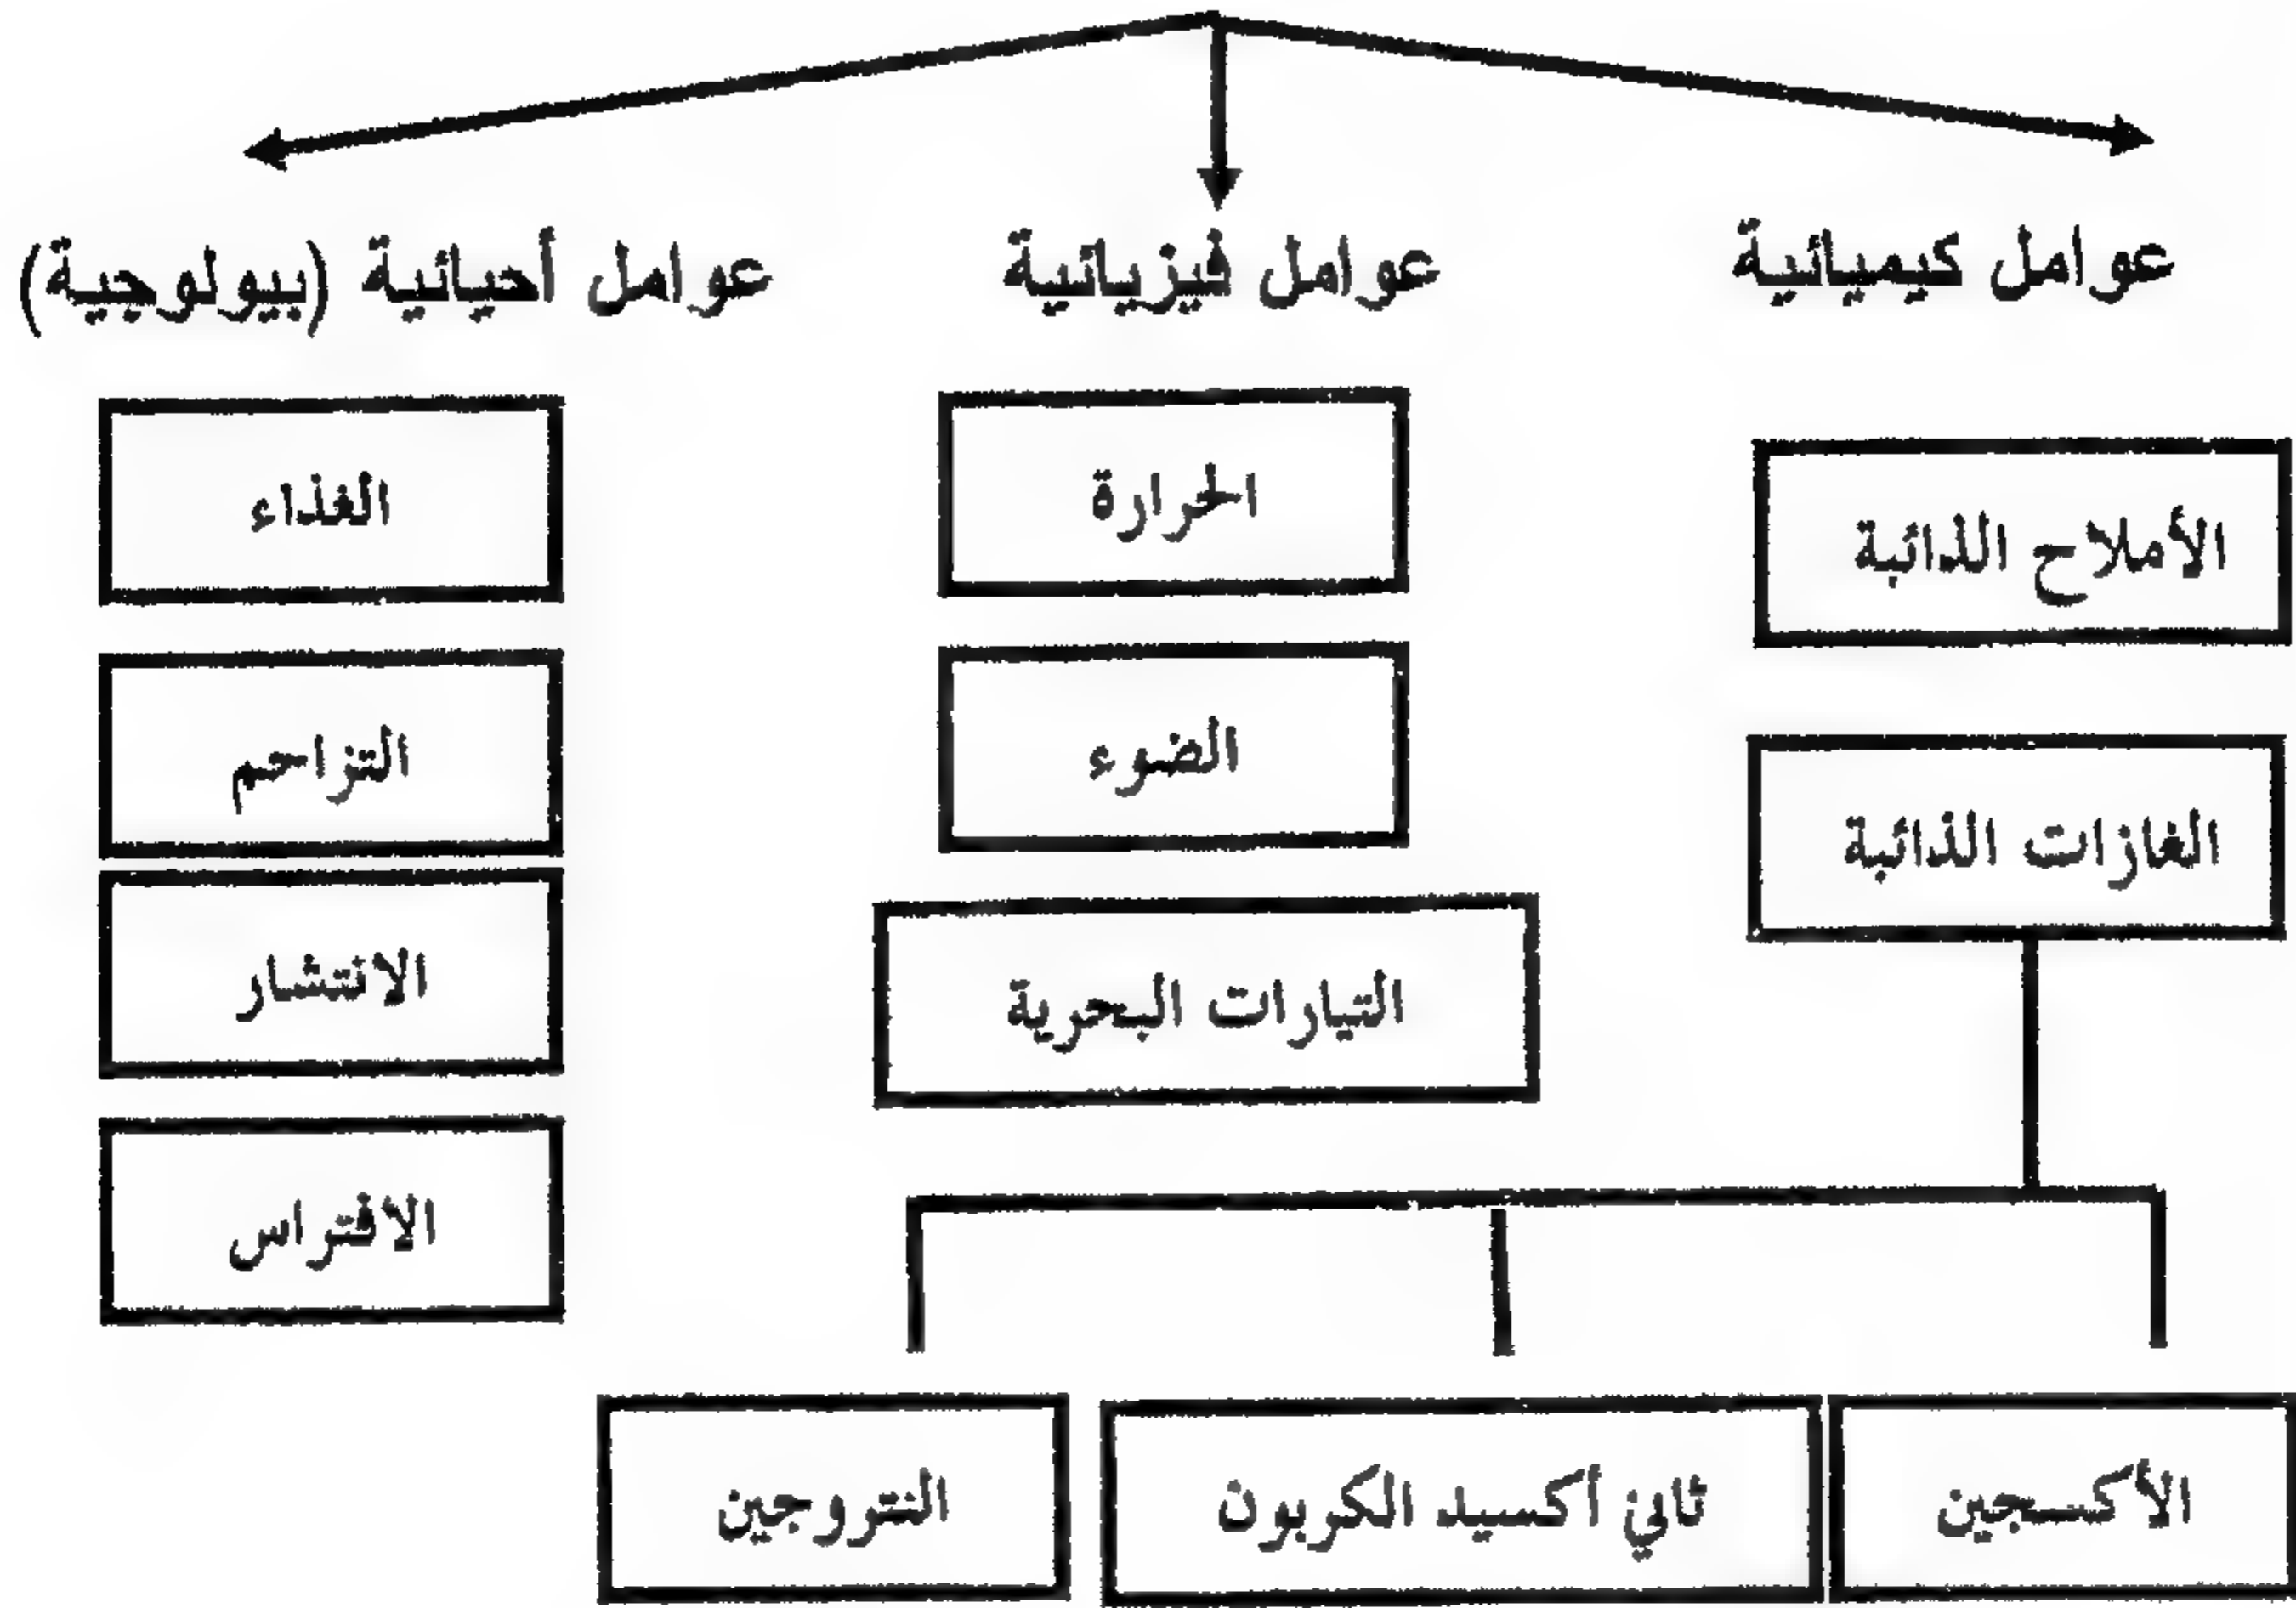 عوامل كيميائية
عوامل فيزيائية
عوامل أحيائية (بيولوجية)
الأملاح الذائبة
الغازات الذائبة
الحرارة
الضوء
التيارات البحرية
الغذاء
التزاحم
الانتشار
الافتراس
الأكسجين
ثاني أكسيد الكربون
النتروجين